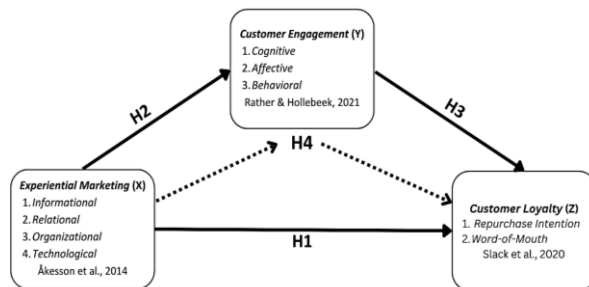 Customer Engagement (Y)
1. Cognitive
2. Affective
3. Behavioral
Rather & Hollebeek, 2021
H2
H3
H4
Experiential Marketing (X)
1. Informational
2. Relational
3. Organizational
4. Technological
Åkesson et al., 2014
H1
Customer Loyalty (Z)
1. Repurchase Intention
2. Word-of-Mouth
Slack et al., 2020